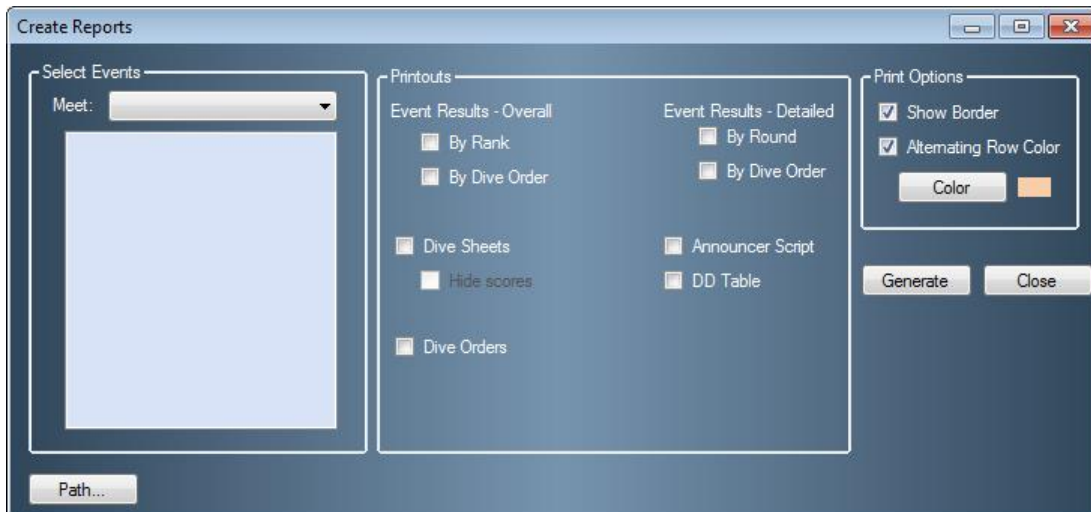 Create Reports
Select Events
Meet:
Printouts
Event Results - Overall
By Rank
By Dive Order
Event Results - Detailed
By Round
By Dive Order
Dive Sheets
Hide scores
Announcer Script
DD Table
Dive Orders
Print Options
Show Border
Alternating Row Color
Color
Generate
Close
Path...